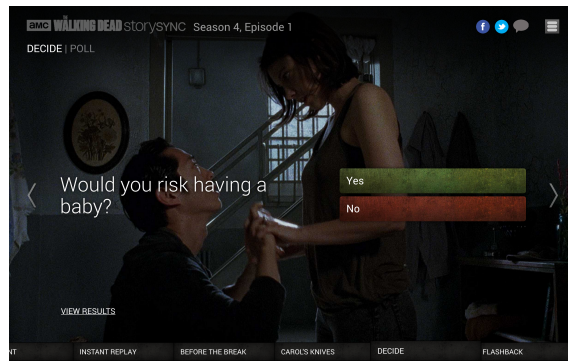 amc THE WALKING DEAD storySYNC Season 4, Episode 1
DECIDE | POLL
Would you risk having a
baby?
Yes
No
VIEW RESULTS
NT INSTANT REPLAY BEFORE THE BREAK CAROL'S KNIVES DECIDE FLASHBACK